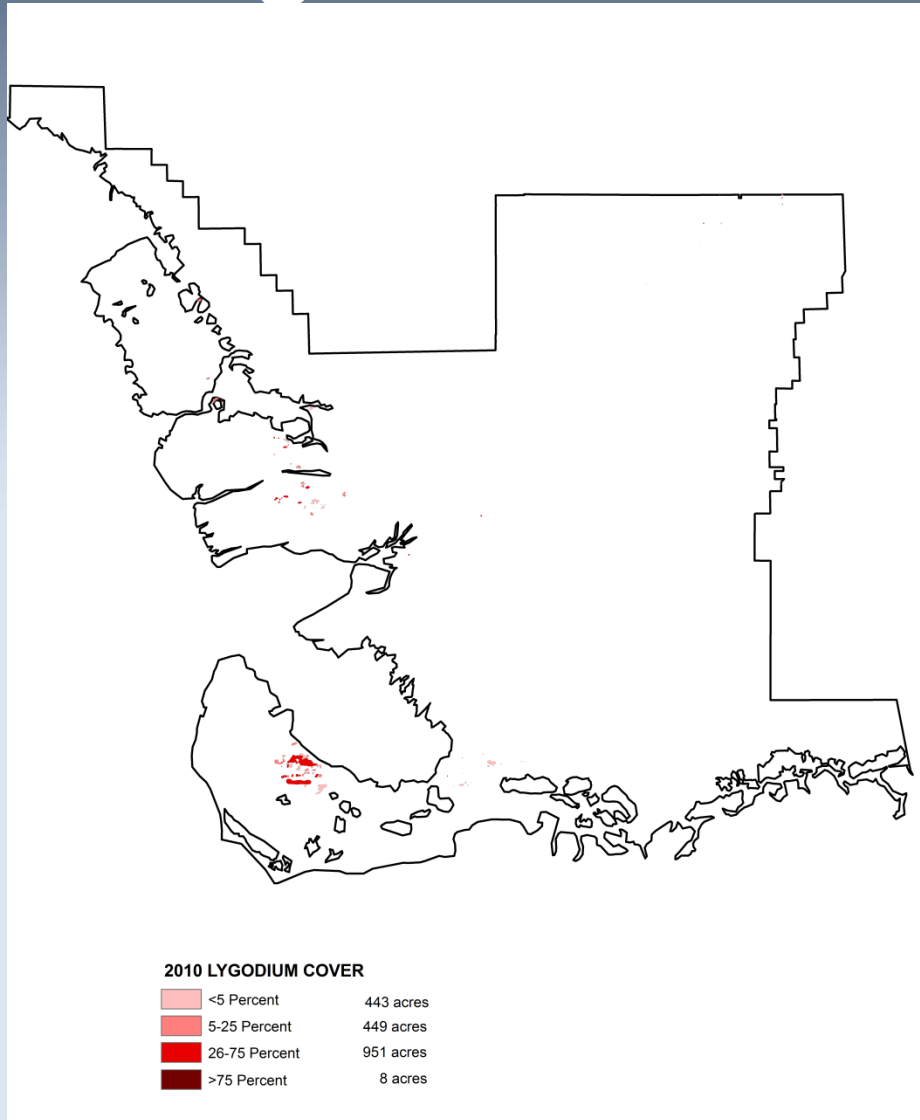 2010 LYGODIUM COVER
<5 Percent 443 acres
5-25 Percent 449 acres
26-75 Percent 951 acres
>75 Percent 8 acres